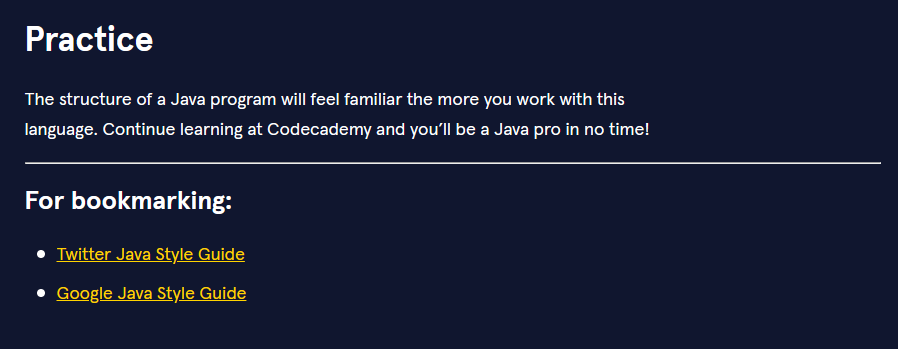 Practice
The structure of a Java program will feel familiar the more you work with this
language. Continue learning at Codecademy and you’ll be a Java pro in no time!
For bookmarking:
Twitter Java Style Guide
Google Java Style Guide